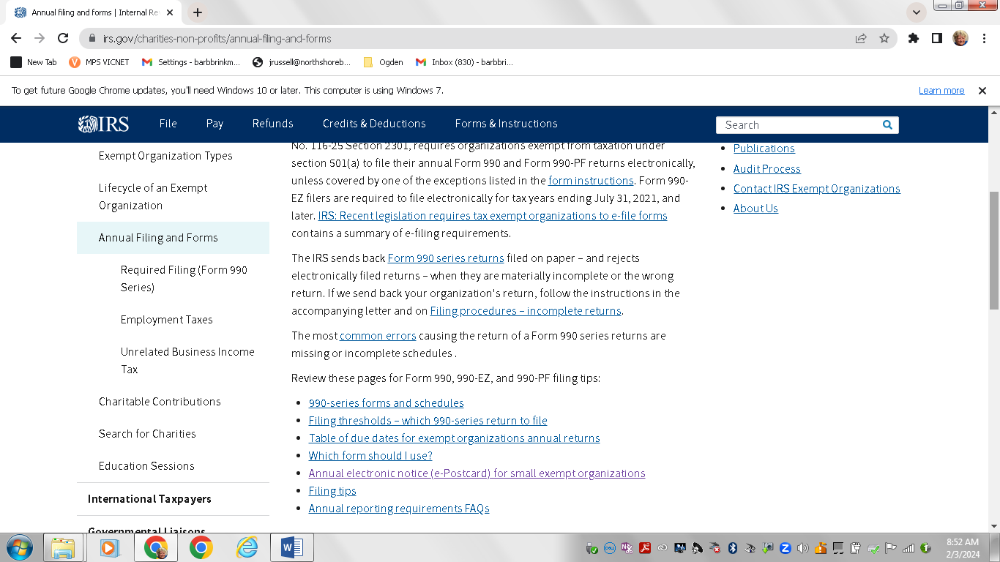 Annual filing and forms | Internal Re
irs.gov/charities-non-profits/annual-filing-and-forms
New Tab
MPS VICNET
Settings - barbbrinkm...
jrussell@northshoreb...
Ogden
Inbox (830) - barbbri...
To get future Google Chrome updates, you'll need Windows 10 or later. This computer is using Windows 7.
Learn more
IRS
File
Pay
Refunds
Credits & Deductions
Forms & Instructions
Search
Exempt Organization Types
Lifecycle of an Exempt
Organization
Annual Filing and Forms
Required Filing (Form 990
Series)
Employment Taxes
Unrelated Business Income
Tax
Charitable Contributions
Search for Charities
Education Sessions
International Taxpayers
Governmental Liaisons
No. 116-25 Section 2301, requires organizations exempt from taxation under
section 501(a) to file their annual Form 990 and Form 990-PF returns electronically,
unless covered by one of the exceptions listed in the form instructions. Form 990-
EZ filers are required to file electronically for tax years ending July 31, 2021, and
later. IRS: Recent legislation requires tax exempt organizations to e-file forms
contains a summary of e-filing requirements.
The IRS sends back Form 990 series returns filed on paper – and rejects
electronically filed returns – when they are materially incomplete or the wrong
return. If we send back your organization's return, follow the instructions in the
accompanying letter and on Filing procedures – incomplete returns.
The most common errors causing the return of a Form 990 series returns are
missing or incomplete schedules .
Review these pages for Form 990, 990-EZ, and 990-PF filing tips:
990-series forms and schedules
Filing thresholds – which 990-series return to file
Table of due dates for exempt organizations annual returns
Which form should I use?
Annual electronic notice (e-Postcard) for small exempt organizations
Filing tips
Annual reporting requirements FAQs
Publications
Audit Process
Contact IRS Exempt Organizations
About Us
8:52 AM
2/3/2024